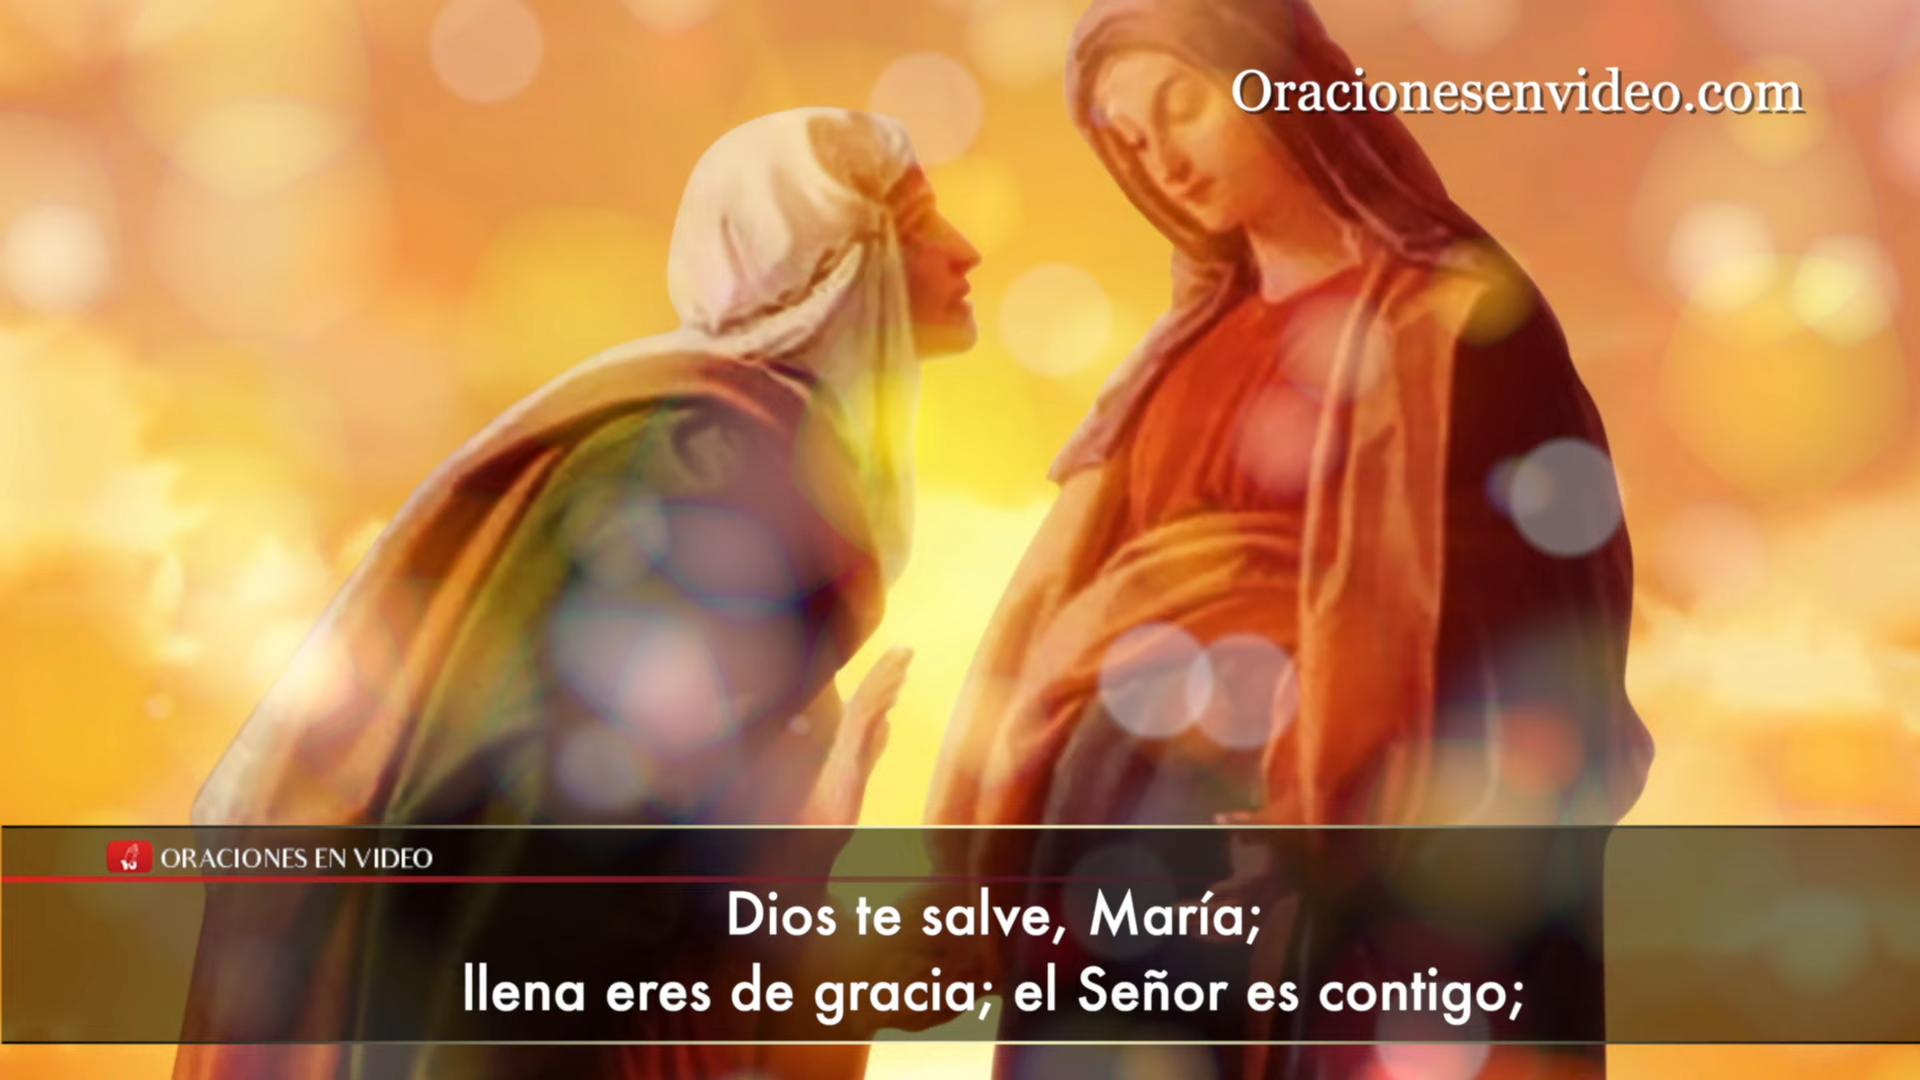 Oracionesenvideo.com
ORACIONES EN VIDEO
Dios te salve, María;
llena eres de gracia; el Señor es contigo;